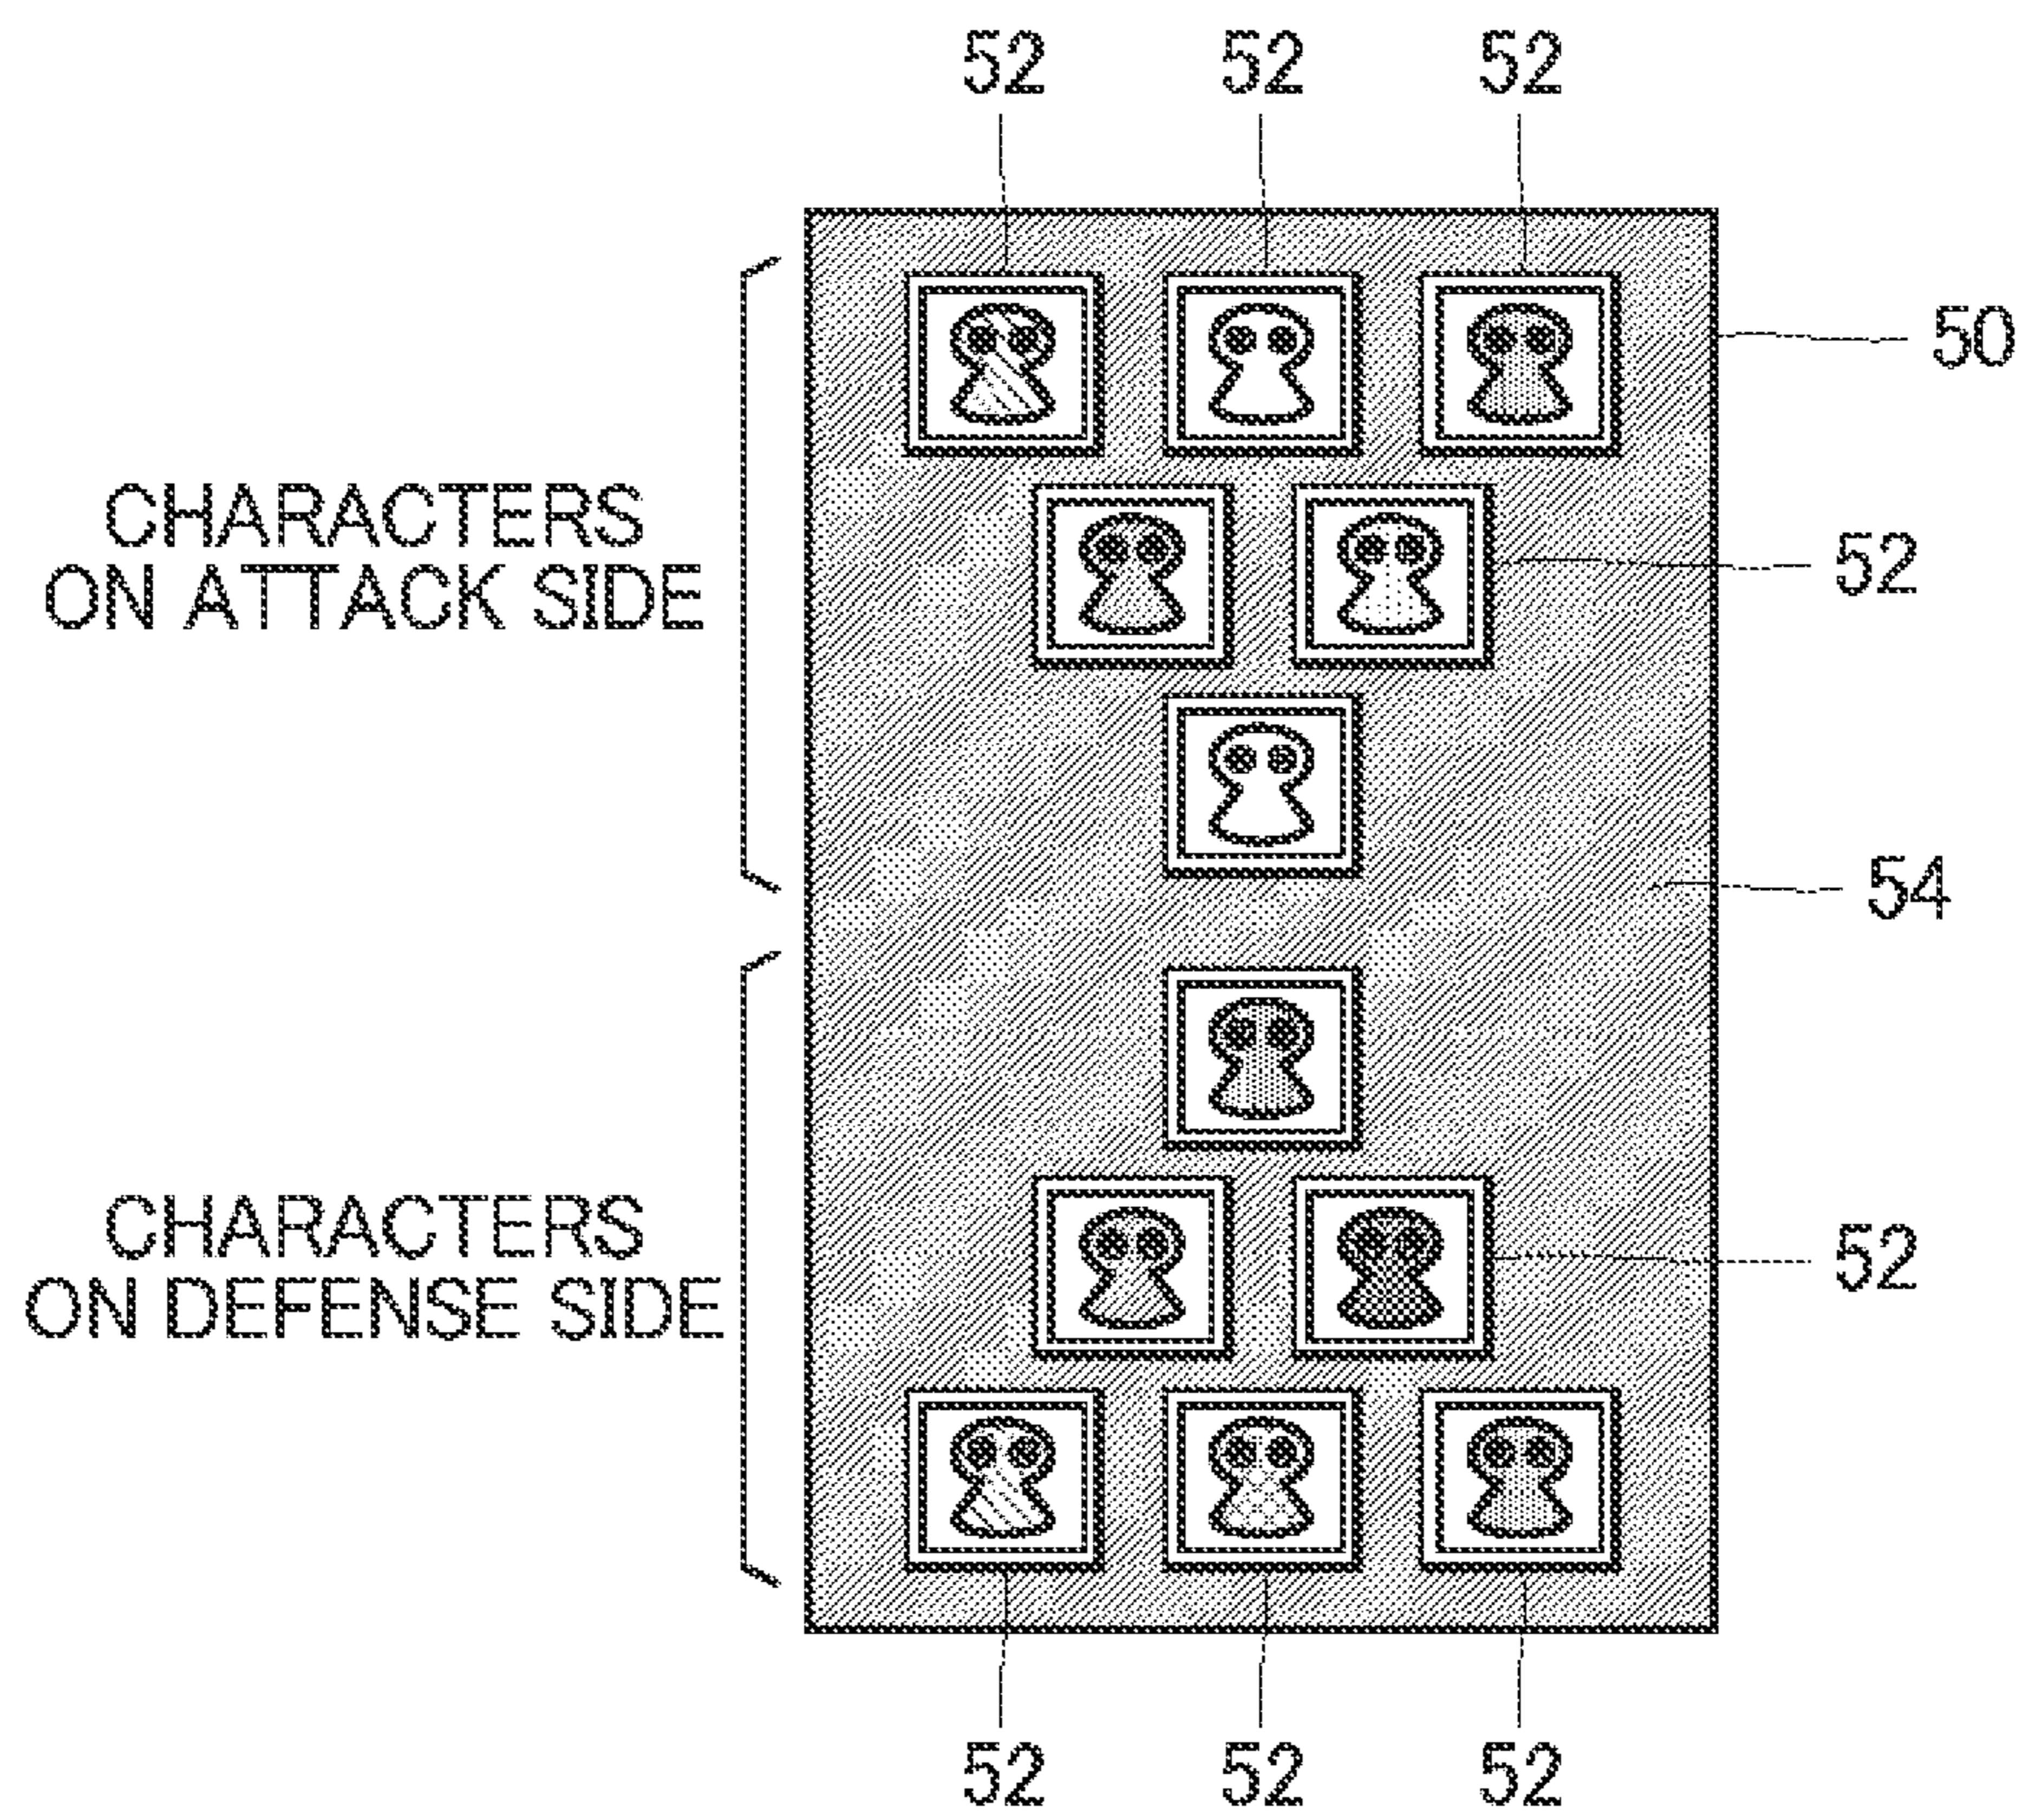 52 52 52
50
CHARACTERS
ON ATTACK SIDE
52
54
CHARACTERS
ON DEFENSE SIDE
52
52 52 52